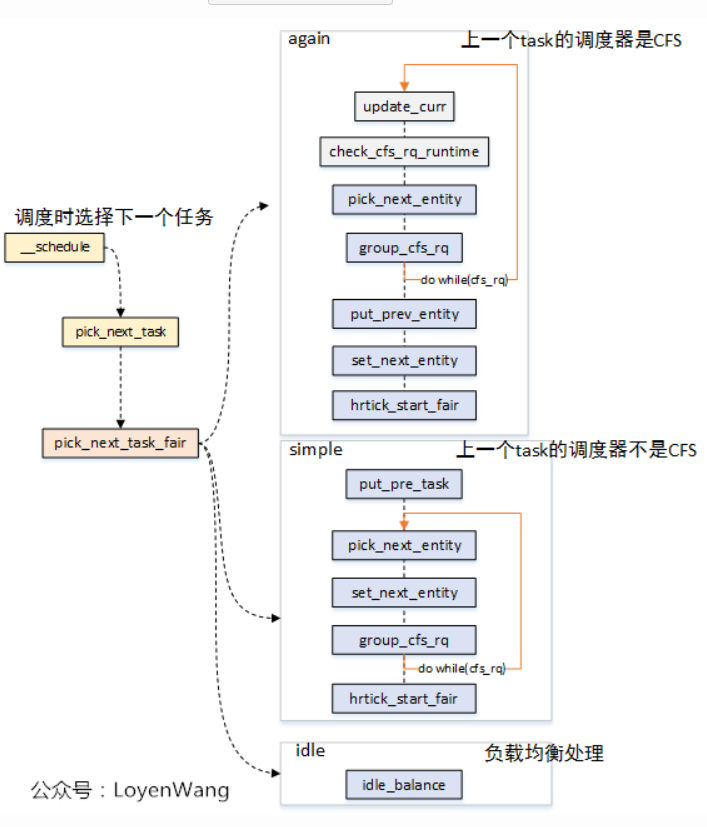 again
上一个task的调度器是CFS
update_curr
check_cfs_rq_runtime
pick_next_entity
group_cfs_rq
do while(cfs_rq)
put_prev_entity
set_next_entity
hrtick_start_fair
调度时选择下一个任务
__schedule
pick_next_task
pick_next_task_fair
simple
上一个task的调度器不是CFS
put_pre_task
pick_next_entity
set_next_entity
group_cfs_rq
do while(cfs_rq)
hrtick_start_fair
idle
负载均衡处理
idle_balance
公众号：LoyenWang